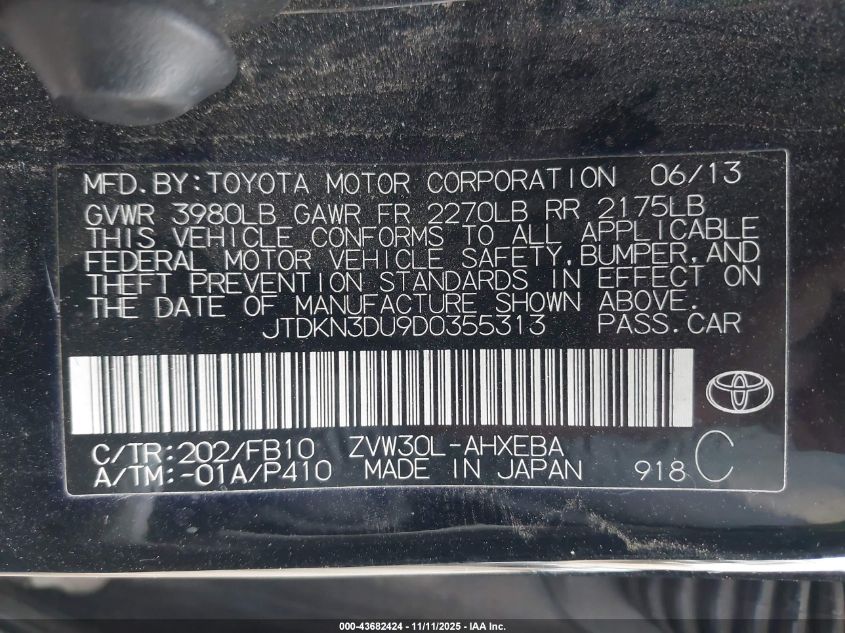 MFD.BY:TOYOTA MOTOR CORPORATION 06/13
GVWR 3980LB GAWR FR 2270LB RR 2175LB
THIS VEHICLE CONFORMS TO ALL APPLICABLE
FEDERAL MOTOR VEHICLE SAFETY,BUMPER,AND
THEFT PREVENTION STANDARDS IN EFFECT ON
THE DATE OF MANUFACTURE SHOWN ABOVE.
JTDKN3DU9D0355313 PASS.CAR
C/TR:202/FB10 ZVW30L-AHXEBA
A/TM:-01A/P410 MADE IN JAPAN 918 C
000-43682424 - 11/11/2025 - IAA Inc.